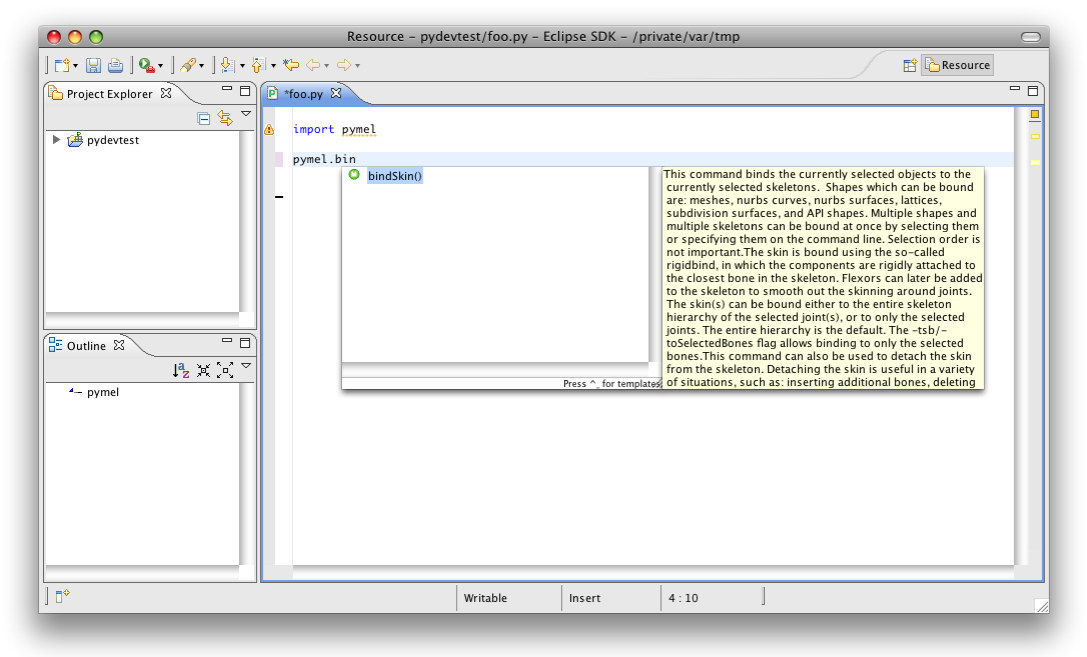 Resource - pydevtest/foo.py - Eclipse SDK - /private/var/tmp
Resource
Project Explorer
*foo.py
pydevtest
import pymel
pymel.bin
bindSkin()
This command binds the currently selected objects to the
currently selected skeletons. Shapes which can be bound
are: meshes, nurbs curves, nurbs surfaces, lattices,
subdivision surfaces, and API shapes. Multiple shapes and
multiple skeletons can be bound at once by selecting them
or specifying them on the command line. Selection order is
not important.The skin is bound using the so-called
rigidbind, in which the components are rigidly attached to
the closest bone in the skeleton. Flexors can later be added
to the skeleton to smooth out the skinning around joints.
The skin(s) can be bound either to the entire skeleton
hierarchy of the selected joint(s), or to only the selected
joints. The entire hierarchy is the default. The -tsb/-
toSelectedBones flag allows binding to only the selected
bones.This command can also be used to detach the skin
from the skeleton. Detaching the skin is useful in a variety
of situations, such as: inserting additional bones, deleting
Press ^_ for templates.
Outline
pymel
Writable
Insert
4 : 10